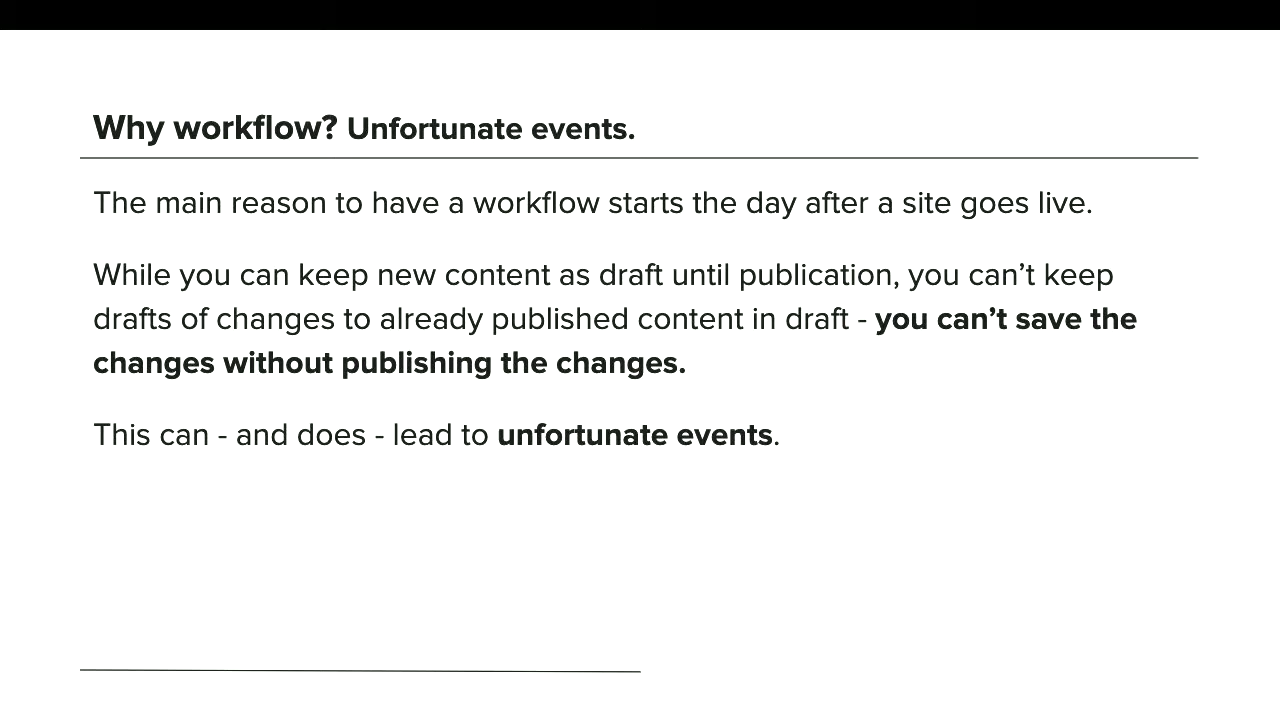 Why workflow? Unfortunate events.
The main reason to have a workflow starts the day after a site goes live.
While you can keep new content as draft until publication, you can’t keep
drafts of changes to already published content in draft - you can’t save the
changes without publishing the changes.
This can - and does - lead to unfortunate events.